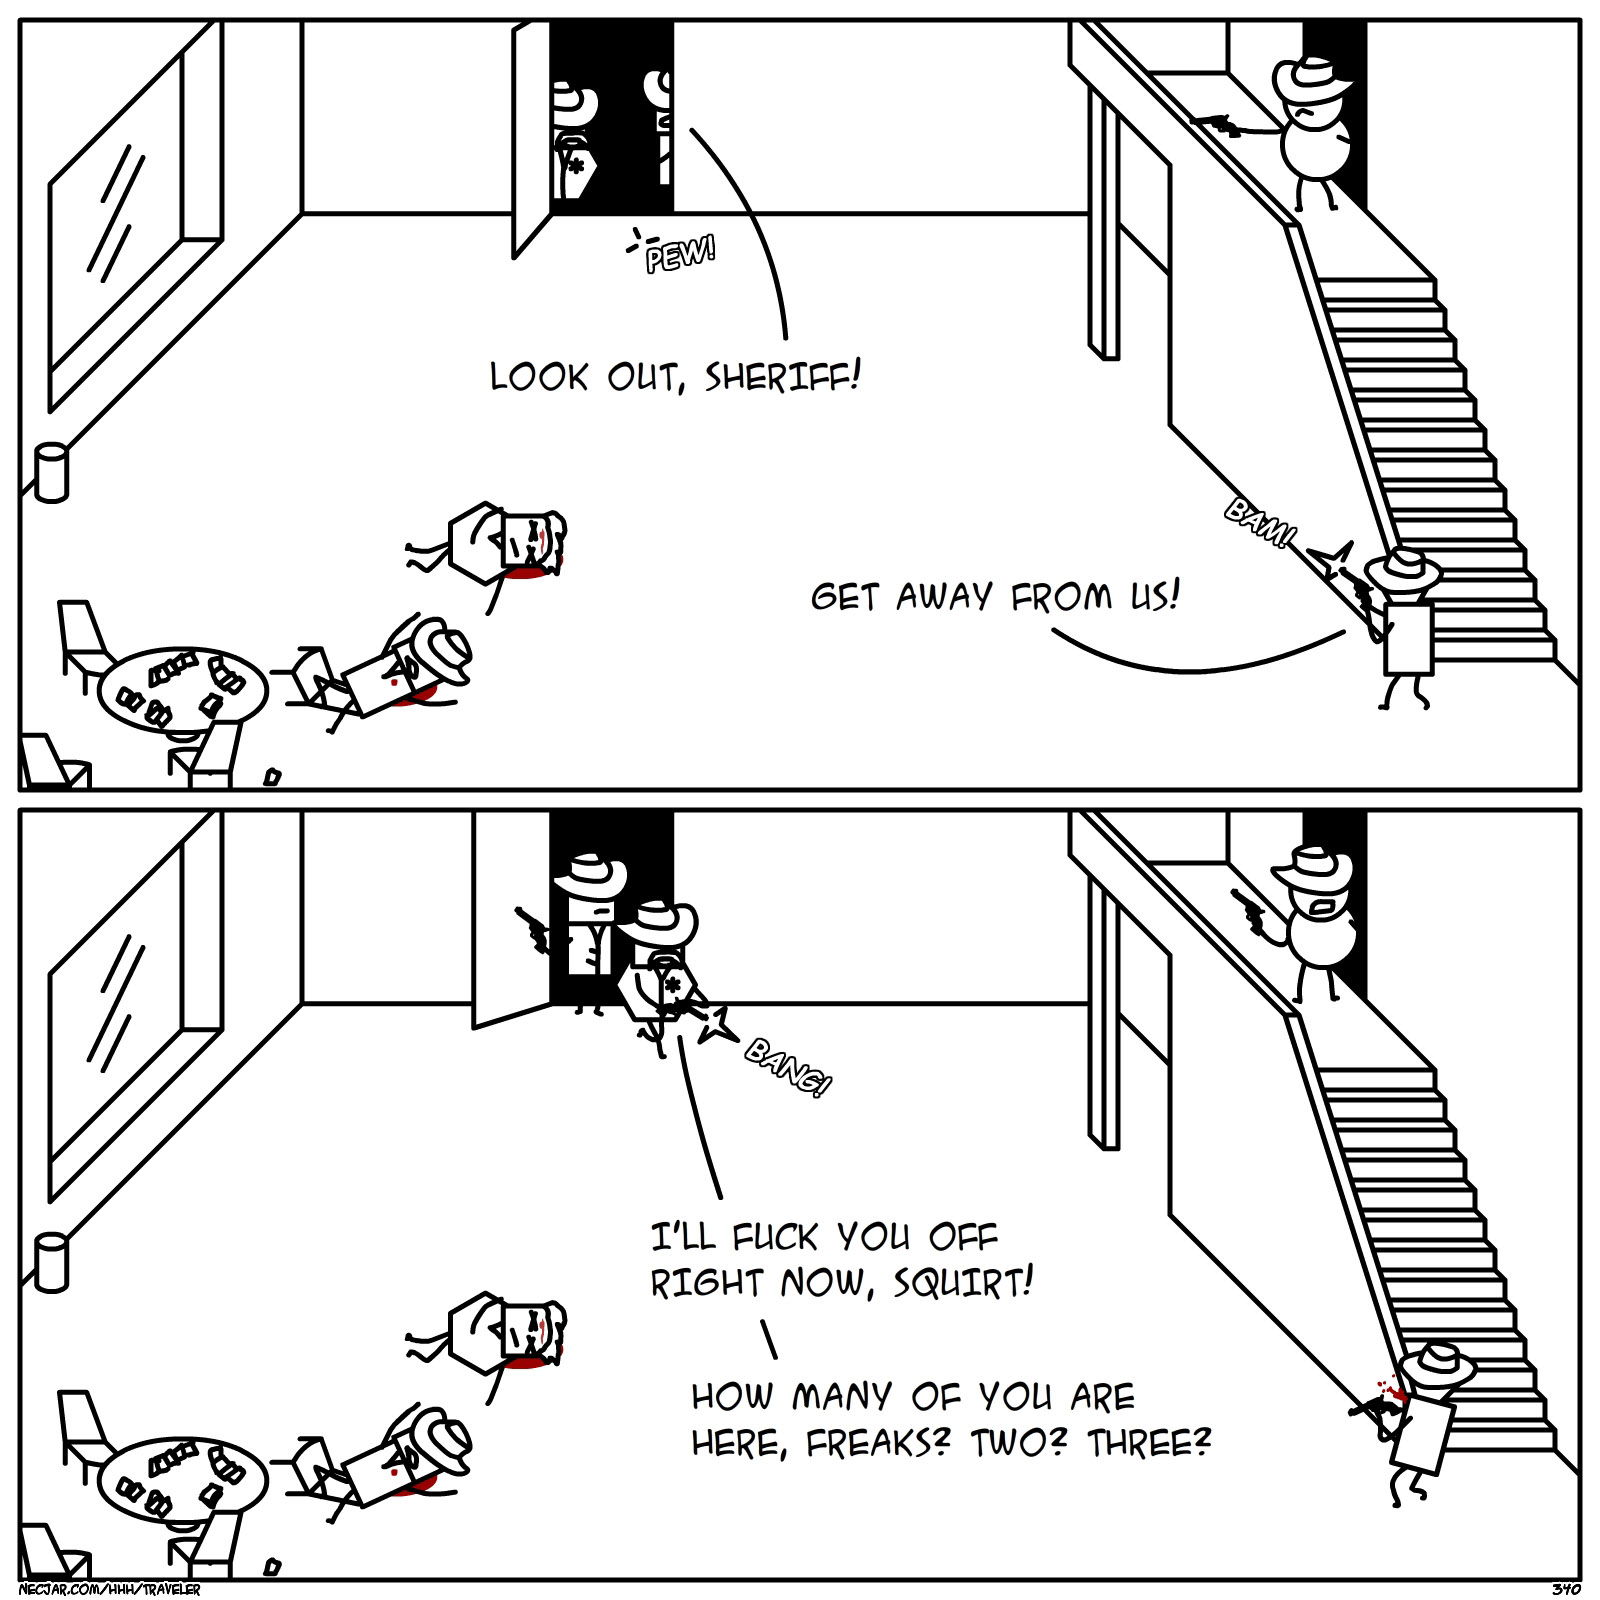 PEW!
LOOK OUT, SHERIFF!
BAM!
GET AWAY FROM US!
BANG!
I'LL FUCK YOU OFF
RIGHT NOW, SQUIRT!
HOW MANY OF YOU ARE
HERE, FREAKS? TWO? THREE?
NECJAR.COM/HHH/TRAVELER
340